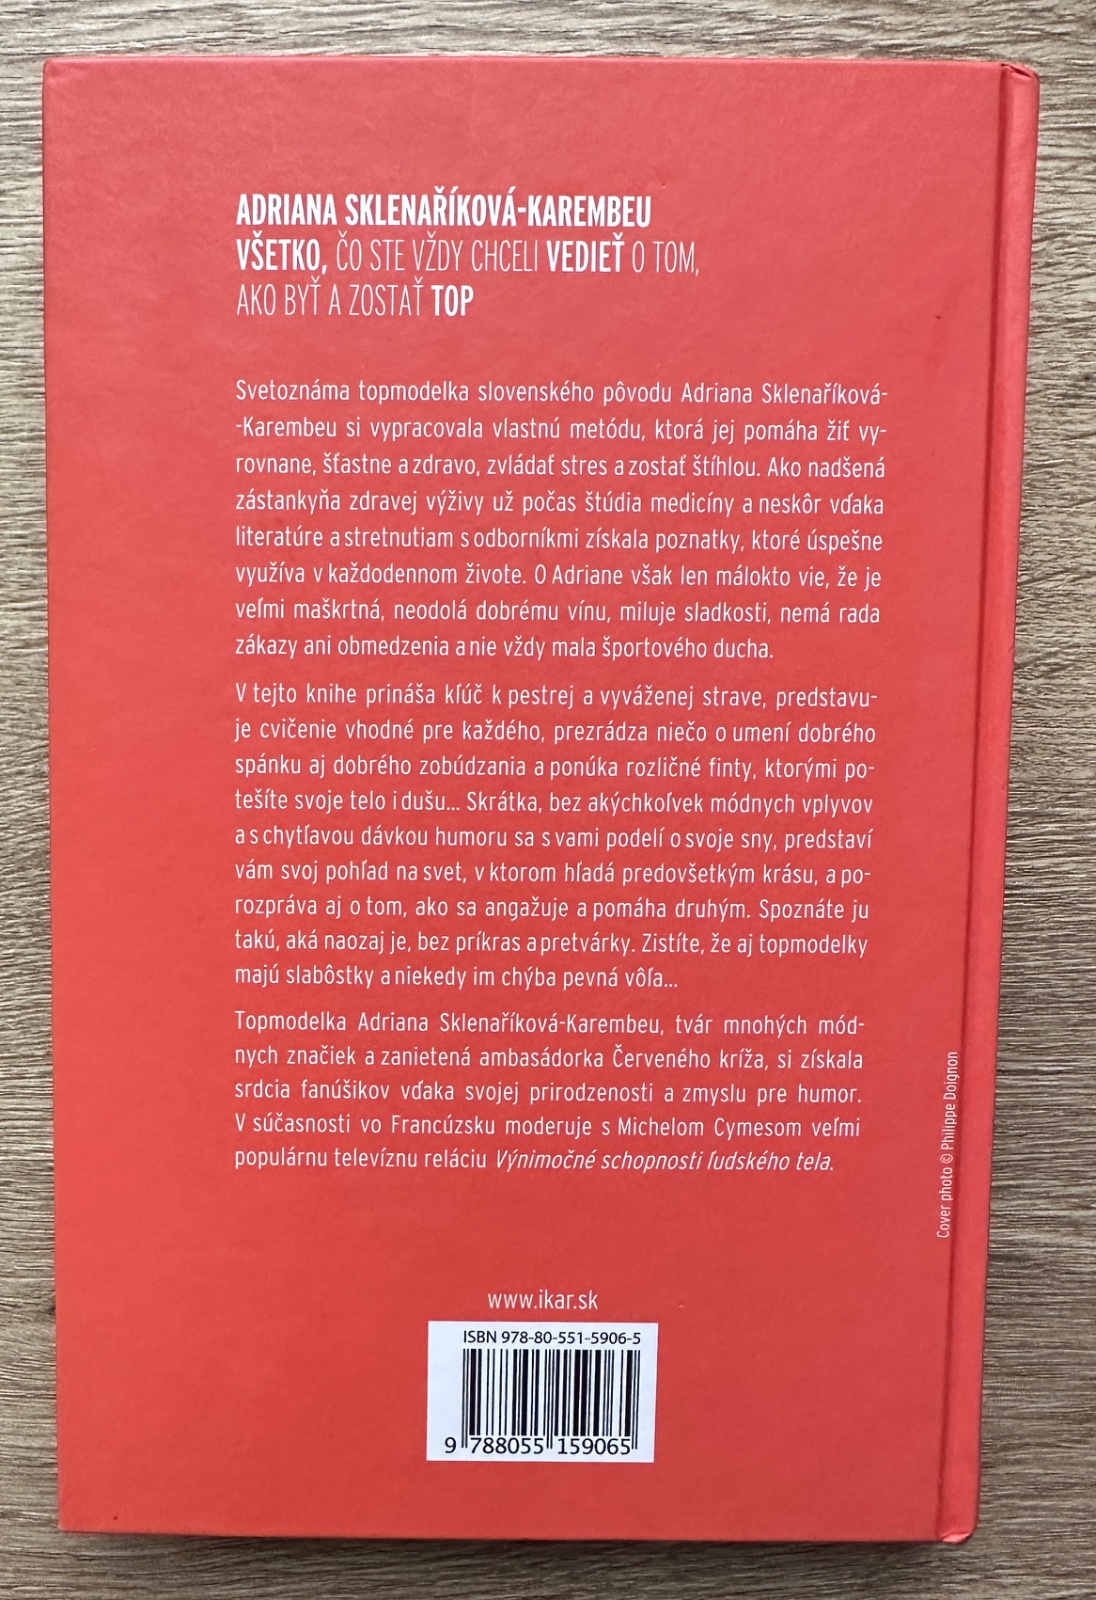 ADRIANA SKLENAŘÍKOVÁ-KAREMBEU
VŠETKO, ČO STE VŽDY CHCELI VEDIEŤ O TOM,
AKO BYŤ A ZOSTAŤ TOP
Svetoznáma topmodelka slovenského pôvodu Adriana Sklenaříková-
-Karembeu si vypracovala vlastnú metódu, ktorá jej pomáha žiť vy-
rovnane, šťastne a zdravo, zvládať stres a zostať štíhlou. Ako nadšená
zástankyňa zdravej výživy už počas štúdia medicíny a neskôr vďaka
literatúre a stretnutiam s odborníkmi získala poznatky, ktoré úspešne
využíva v každodennom živote. O Adriane však len málokto vie, že je
veľmi maškrtná, neodolá dobrému vínu, miluje sladkosti, nemá rada
zákazy ani obmedzenia a nie vždy mala športového ducha.
V tejto knihe prináša kľúč k pestrej a vyváženej strave, predstavu-
je cvičenie vhodné pre každého, prezrádza niečo o umení dobrého
spánku aj dobrého zobúdzania a ponúka rozličné finty, ktorými po-
tešíte svoje telo i dušu... Skrátka, bez akýchkoľvek módnych vplyvov
a s chytľavou dávkou humoru sa s vami podelí o svoje sny, predstaví
vám svoj pohľad na svet, v ktorom hľadá predovšetkým krásu, a po-
rozpráva aj o tom, ako sa angažuje a pomáha druhým. Spoznáte ju
takú, aká naozaj je, bez príkras a pretvárky. Zistíte, že aj topmodelky
majú slabôstky a niekedy im chýba pevná vôľa...
Topmodelka Adriana Sklenaříková-Karembeu, tvár mnohých mód-
nych značiek a zanietená ambasádorka Červeného kríža, si získala
srdcia fanúšikov vďaka svojej prirodzenosti a zmyslu pre humor.
V súčasnosti vo Francúzsku moderuje s Michelom Cymesom veľmi
populárnu televíznu reláciu Výnimočné schopnosti ľudského tela.
Cover photo © Philippe Doignon
www.ikar.sk
ISBN 978-80-551-5906-5
9 788055 159065